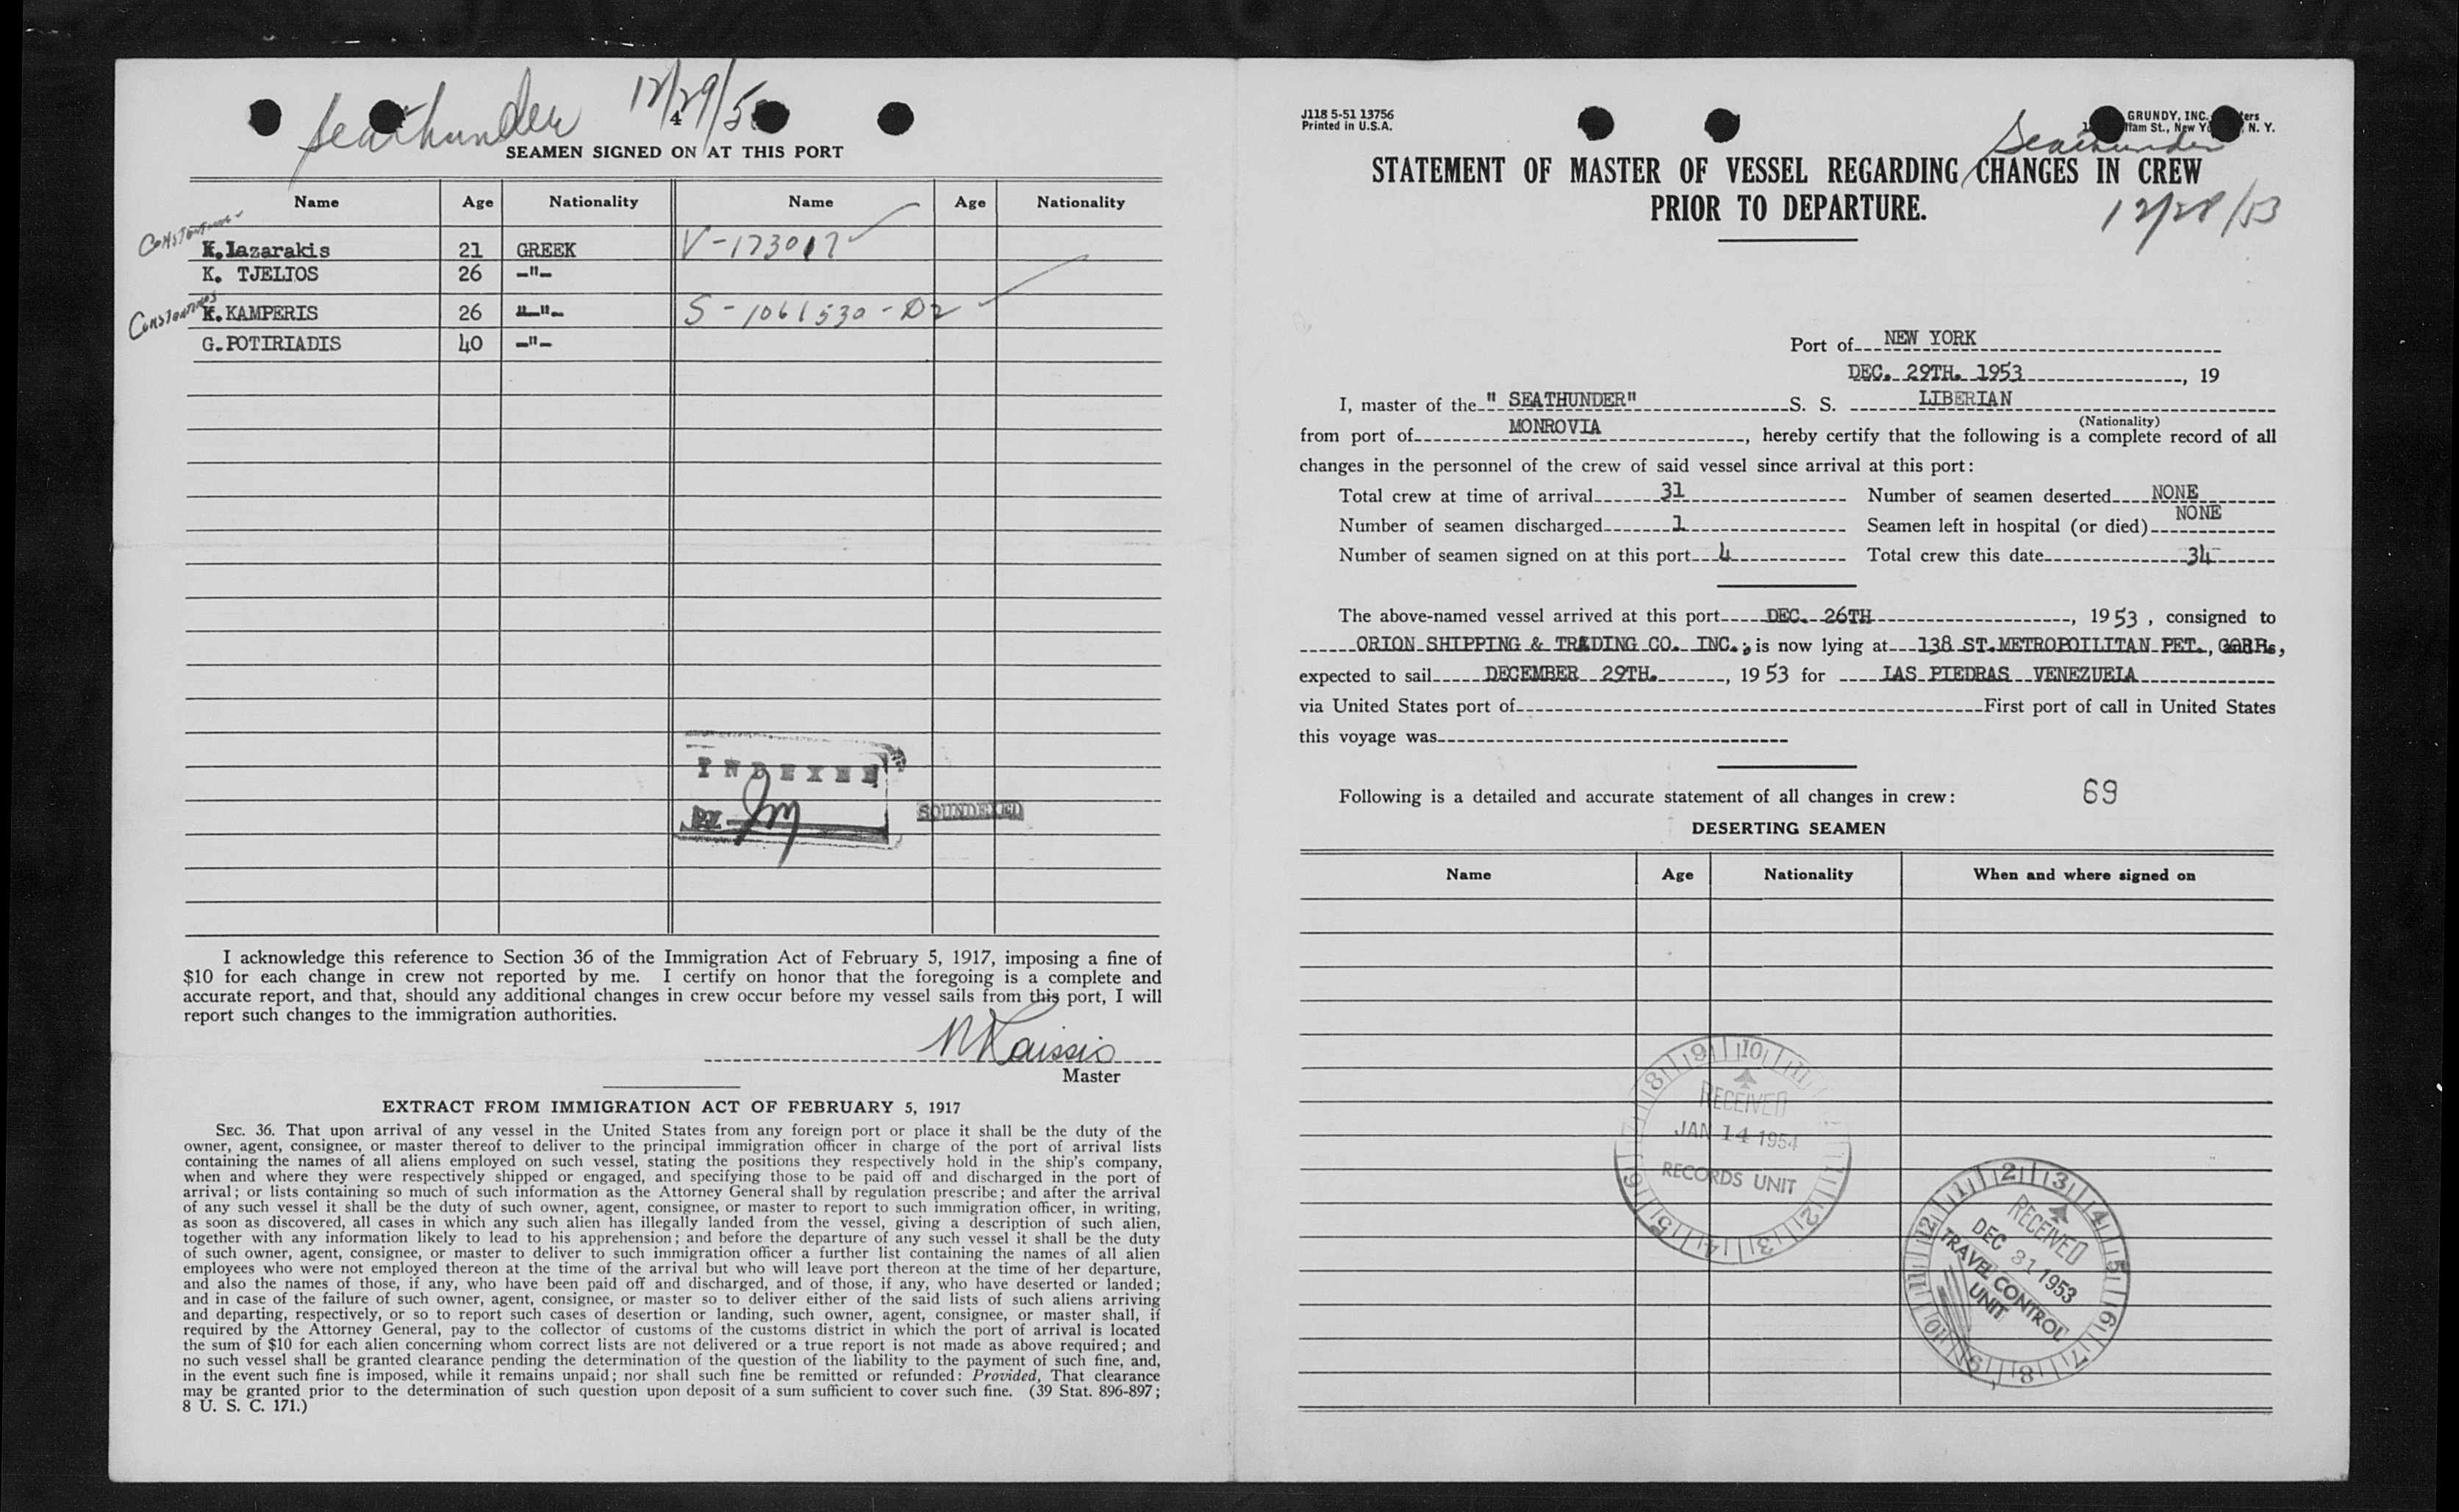 Seathunder 12/29/5
4
SEAMEN SIGNED ON AT THIS PORT
Name Age Nationality Name Age Nationality
K.Lazarakis 21 GREEK V-173017
K. TJELIOS 26 -"-
Constantinos K.KAMPERIS 26 "-"- S-1061530-D2
G.POTIRIADIS 40 -"-
INDEXED
BY
SOUNDEXED
I acknowledge this reference to Section 36 of the Immigration Act of February 5, 1917, imposing a fine of
$10 for each change in crew not reported by me. I certify on honor that the foregoing is a complete and
accurate report, and that, should any additional changes in crew occur before my vessel sails from this port, I will
report such changes to the immigration authorities.
Master
EXTRACT FROM IMMIGRATION ACT OF FEBRUARY 5, 1917
SEC. 36. That upon arrival of any vessel in the United States from any foreign port or place it shall be the duty of the
owner, agent, consignee, or master thereof to deliver to the principal immigration officer in charge of the port of arrival lists
containing the names of all aliens employed on such vessel, stating the positions they respectively hold in the ship's company,
when and where they were respectively shipped or engaged, and specifying those to be paid off and discharged in the port of
arrival; or lists containing so much of such information as the Attorney General shall by regulation prescribe; and after the arrival
of any such vessel it shall be the duty of such owner, agent, consignee, or master to report to such immigration officer, in writing,
as soon as discovered, all cases in which any such alien has illegally landed from the vessel, giving a description of such alien,
together with any information likely to lead to his apprehension; and before the departure of any such vessel it shall be the duty
of such owner, agent, consignee, or master to deliver to such immigration officer a further list containing the names of all alien
employees who were not employed thereon at the time of the arrival but who will leave port thereon at the time of her departure,
and also the names of those, if any, who have been paid off and discharged, and of those, if any, who have deserted or landed;
and in case of the failure of such owner, agent, consignee, or master so to deliver either of the said lists of such aliens arriving
and departing, respectively, or so to report such cases of desertion or landing, such owner, agent, consignee, or master shall, if
required by the Attorney General, pay to the collector of customs of the customs district in which the port of arrival is located
the sum of $10 for each alien concerning whom correct lists are not delivered or a true report is not made as above required; and
no such vessel shall be granted clearance pending the determination of the question of the liability to the payment of such fine, and,
in the event such fine is imposed, while it remains unpaid; nor shall such fine be remitted or refunded: Provided, That clearance
may be granted prior to the determination of such question upon deposit of a sum sufficient to cover such fine. (39 Stat. 896-897;
8 U. S. C. 171.)
J118 5-51 13756
Printed in U.S.A.
GRUNDY, INC.
St., New N. Y.
Seathunder
STATEMENT OF MASTER OF VESSEL REGARDING CHANGES IN CREW
PRIOR TO DEPARTURE.
12/28/53
Port of NEW YORK
DEC. 29TH. 1953, 19
I, master of the " SEATHUNDER" S. S. LIBERIAN
(Nationality)
from port of MONROVIA, hereby certify that the following is a complete record of all
changes in the personnel of the crew of said vessel since arrival at this port:
Total crew at time of arrival 31 Number of seamen deserted NONE
Number of seamen discharged 1 Seamen left in hospital (or died) NONE
Number of seamen signed on at this port 4 Total crew this date 34
The above-named vessel arrived at this port DEC. 26TH, 1953, consigned to
ORION SHIPPING & TRADING CO. INC.; is now lying at 138 ST.METROPOILITAN PET.,
expected to sail DECEMBER 29TH., 1953 for LAS PIEDRAS VENEZUELA
via United States port of First port of call in United States
this voyage was
Following is a detailed and accurate statement of all changes in crew: 69
DESERTING SEAMEN
Name Age Nationality When and where signed on
RECEIVED
JAN 14 1954
RECORDS UNIT
RECEIVED
DEC 31 1953
TRAVEL CONTROL
UNIT